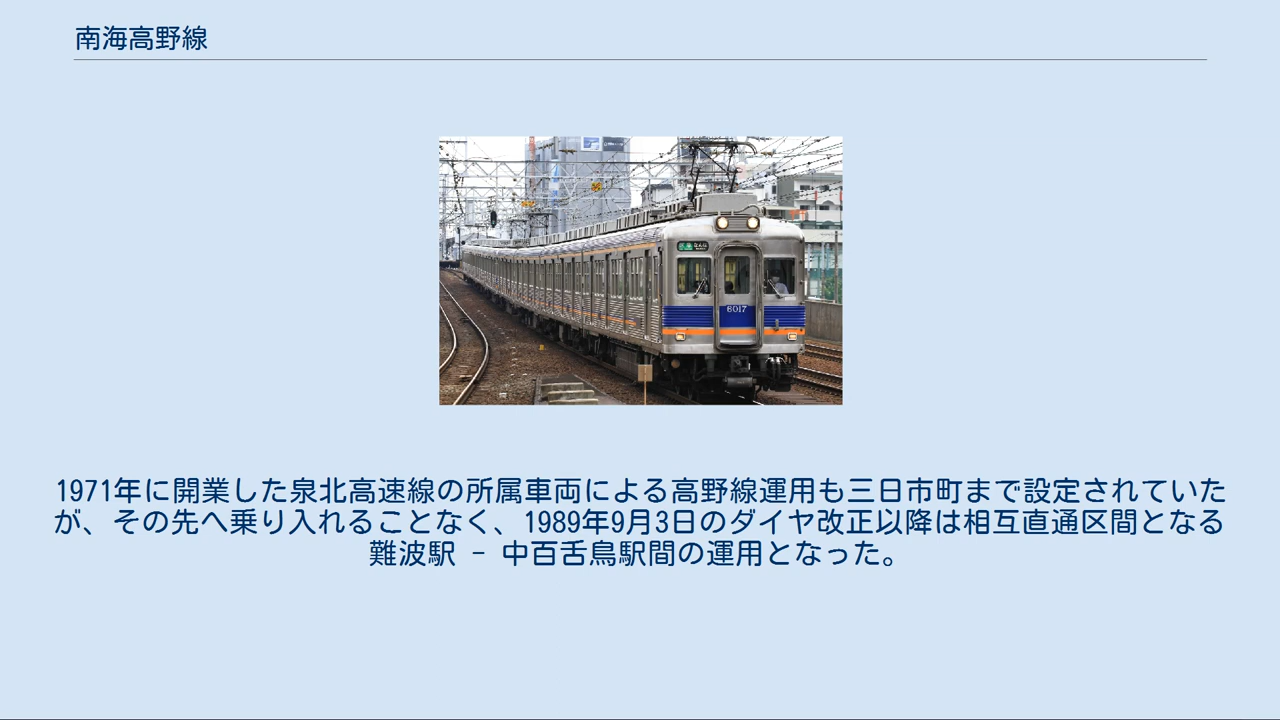 南海高野線
6017
1971年に開業した泉北高速線の所属車両による高野線運用も三日市町まで設定されていた
が、その先へ乗り入れることなく、1989年9月3日のダイヤ改正以降は相互直通区間となる
難波駅 - 中百舌鳥駅間の運用となった。